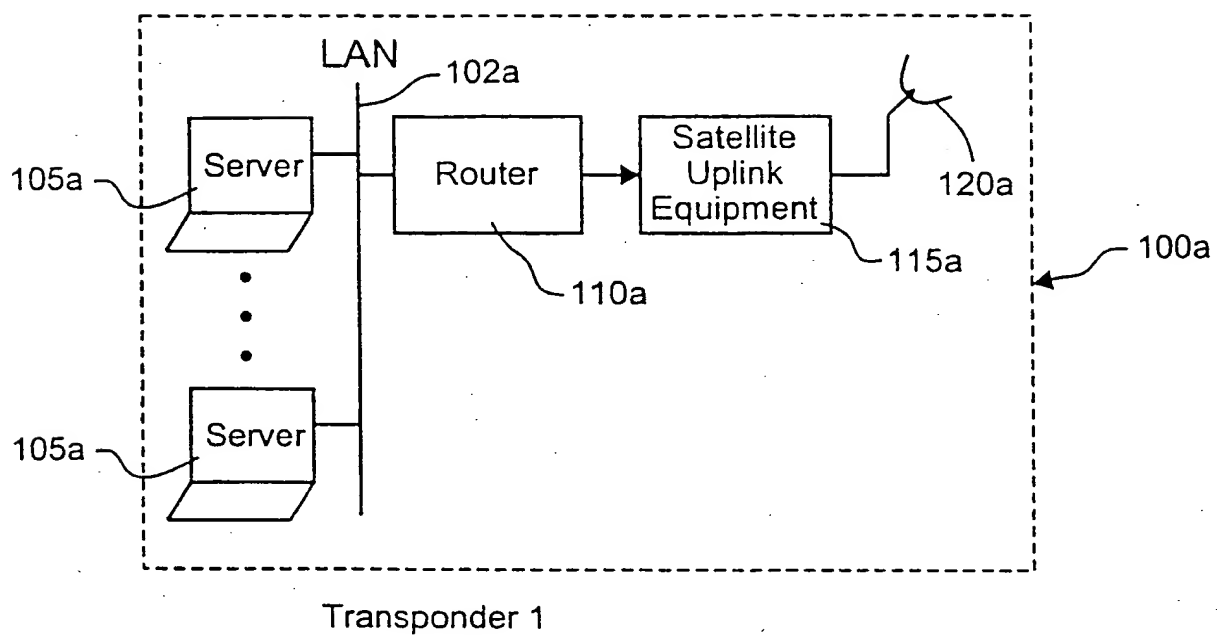 LAN
102a
Server
105a
Router
Satellite
Uplink
Equipment
120a
115a
100a
110a
Server
105a
Transponder 1